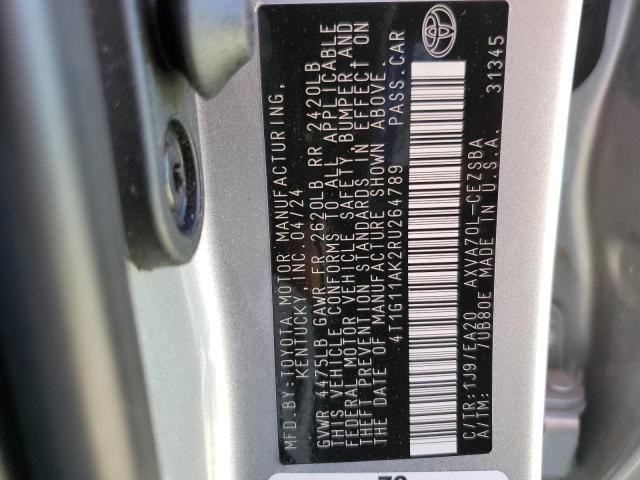 MFD. BY: TOYOTA MOTOR MANUFACTURING,
KENTUCKY, INC. 04/24
GVWR 4475LB GAWR FR 2620LB RR 2420LB
THIS VEHICLE CONFORMS TO ALL APPLICABLE
FEDERAL MOTOR VEHICLE SAFETY, BUMPER AND
THEFT PREVENTION STANDARDS IN EFFECT ON
THE DATE OF MANUFACTURE SHOWN ABOVE.
4T1G11AK2RU264789 PASS.CAR
C/TR:1J9/EA20 AXVA70L-CEZSBA
A/TM: /UB80E MADE IN U.S.A. 31345